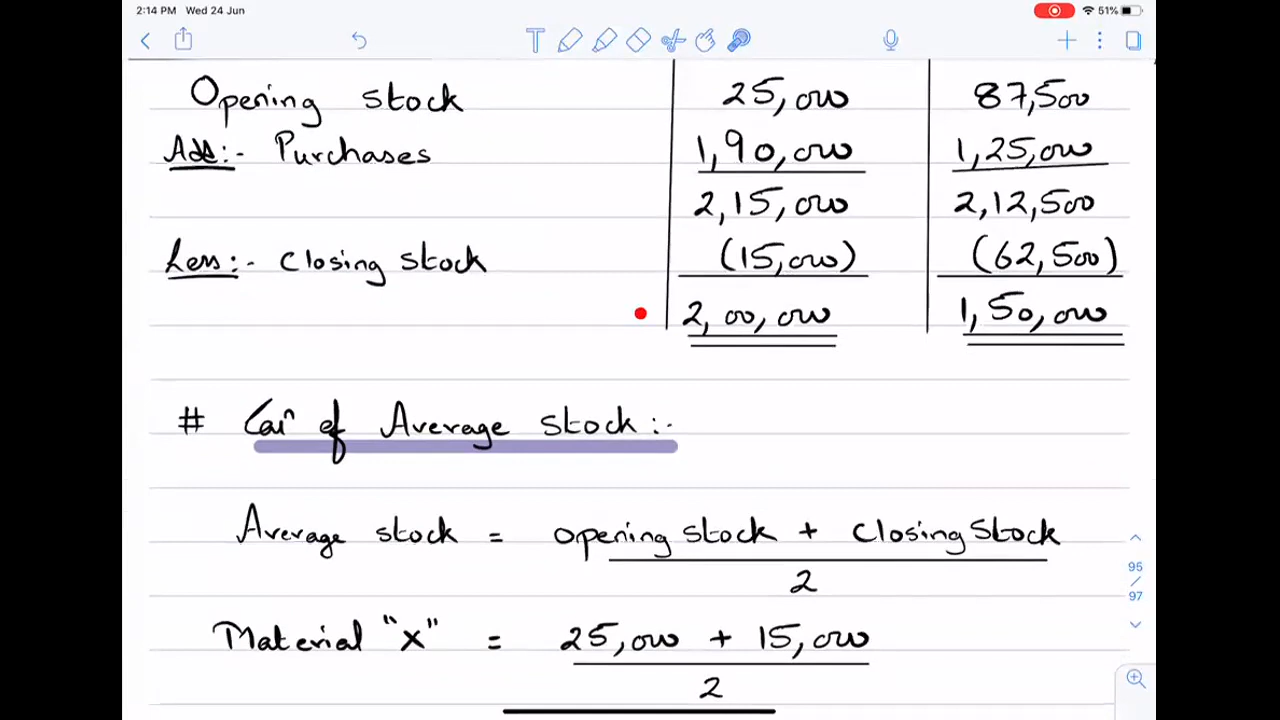 2:14 PM Wed 24 Jun 51%
Opening stock 25,000 87,500
Add:- Purchases 1,90,000 1,25,000
2,15,000 2,12,500
Less:- Closing stock (15,000) (62,500)
2,00,000 1,50,000
# of Average stock:-
Average stock = opening stock + closing stock
2
95
/
97
Material "X" = 25,000 + 15,000
2